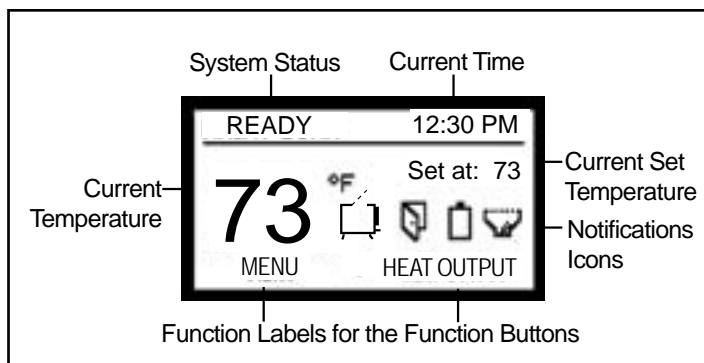 System Status
Current Time
READY
12:30 PM
Set at: 73
Current Set
Temperature
Current
Temperature
73 °F
Notifications
Icons
MENU
HEAT OUTPUT
Function Labels for the Function Buttons